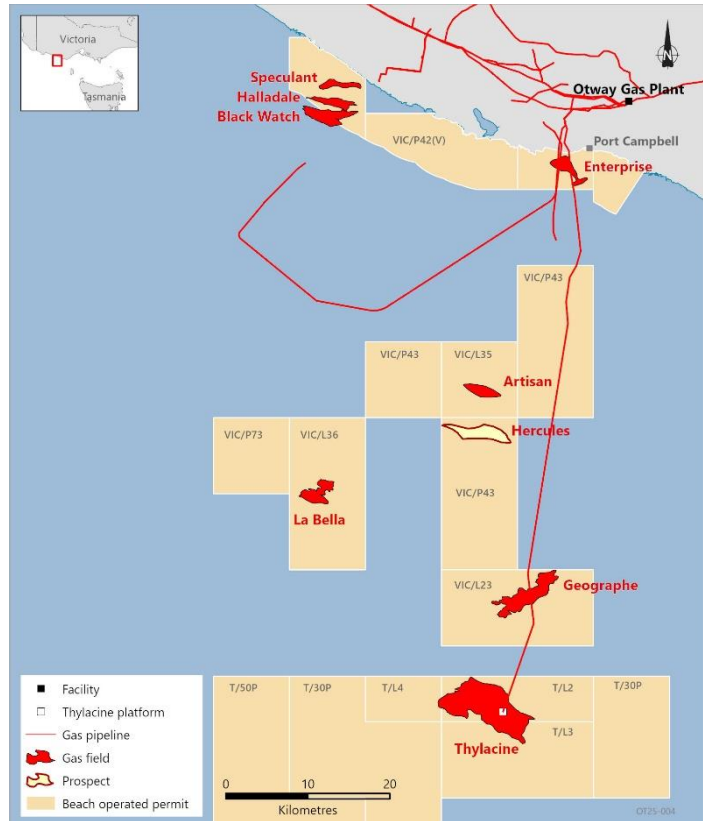 Victoria
Tasmania
Speculant
Halladale
Black Watch
Otway Gas Plant
VIC/P42(V)
Port Campbell
Enterprise
VIC/P43
VIC/P43
VIC/L35
Artisan
VIC/P73
VIC/L36
Hercules
VIC/P43
La Bella
VIC/L23
Geographe
T/50P
T/30P
T/L4
T/L2
T/30P
T/L3
Thylacine
Facility
Thylacine platform
Gas pipeline
Gas field
Prospect
Beach operated permit
0 10 20
Kilometres
OT25-004